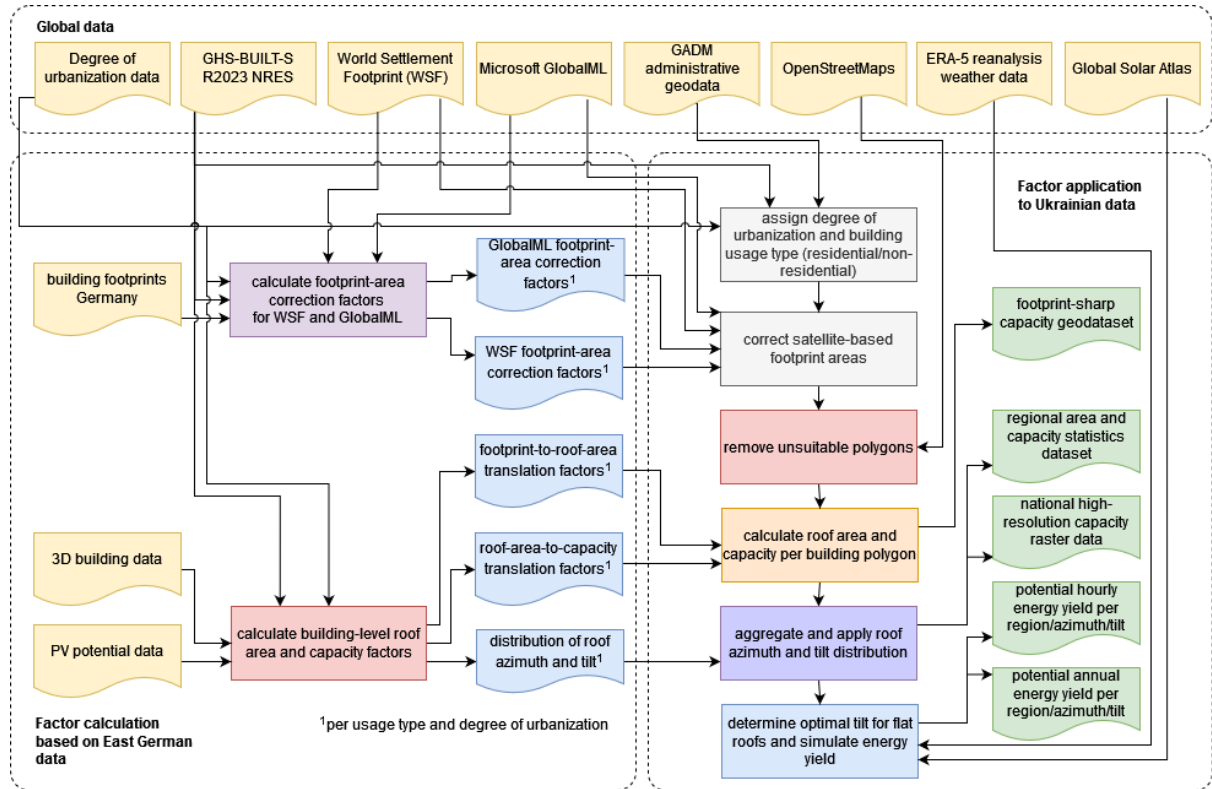 Global data
Degree of
urbanization data
GHS-BUILT-S
R2023 NRES
World Settlement
Footprint (WSF)
Microsoft GlobalML
GADM
administrative
geodata
OpenStreetMaps
ERA-5 reanalysis
weather data
Global Solar Atlas
Factor application
to Ukrainian data
assign degree of
urbanization and building
usage type (residential/non-
residential)
building footprints
Germany
calculate footprint-area
correction factors
for WSF and GlobalML
GlobalML footprint-
area correction
factors¹
WSF footprint-area
correction factors¹
correct satellite-based
footprint areas
footprint-sharp
capacity geodataset
remove unsuitable polygons
regional area and
capacity statistics
dataset
footprint-to-roof-area
translation factors¹
calculate roof area and
capacity per building polygon
national high-
resolution capacity
raster data
3D building data
roof-area-to-capacity
translation factors¹
PV potential data
calculate building-level roof
area and capacity factors
distribution of roof
azimuth and tilt¹
aggregate and apply roof
azimuth and tilt distribution
potential hourly
energy yield per
region/azimuth/tilt
potential annual
energy yield per
region/azimuth/tilt
determine optimal tilt for flat
roofs and simulate energy
yield
Factor calculation
based on East German
data
¹per usage type and degree of urbanization